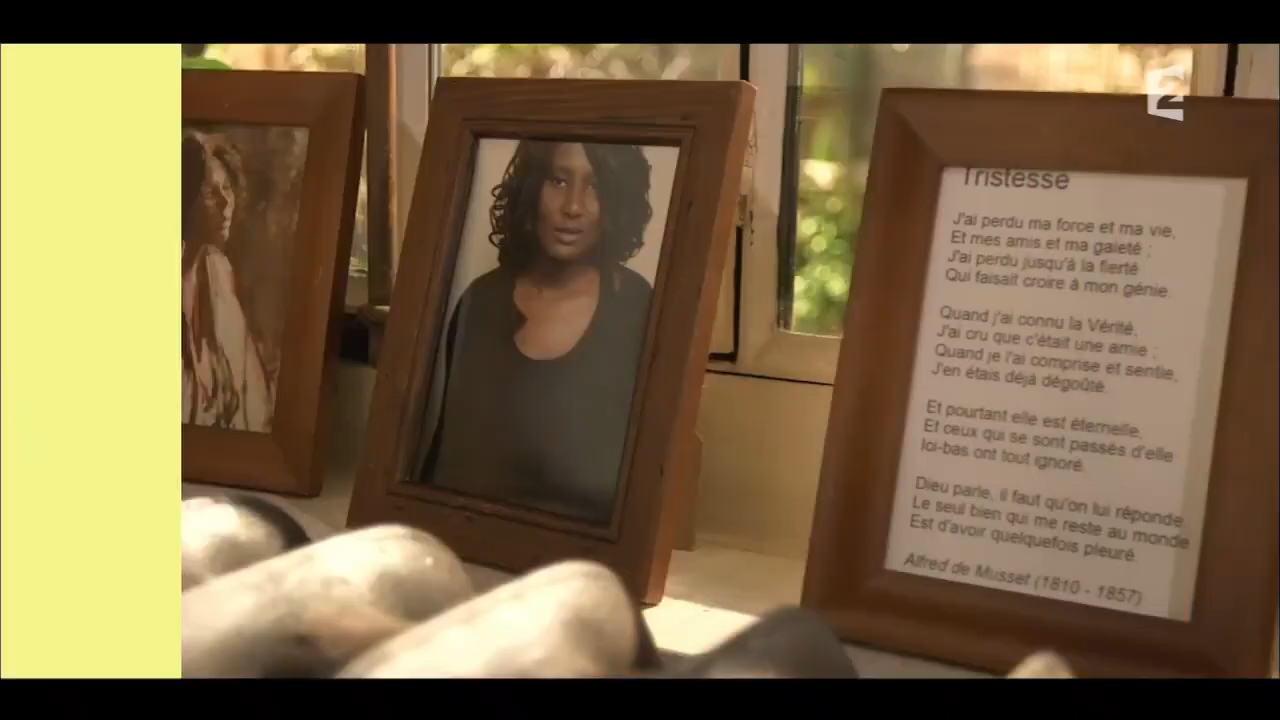 2
Tristesse
J'ai perdu ma force et ma vie,
Et mes amis et ma gaieté ;
J'ai perdu jusqu'à la fierté
Qui faisait croire à mon génie.
Quand j'ai connu la Vérité,
J'ai cru que c'était une amie ;
Quand je l'ai comprise et sentie,
J'en étais déjà dégoûté.
Et pourtant elle est éternelle,
Et ceux qui se sont passés d'elle
Ici-bas ont tout ignoré.
Dieu parle, il faut qu'on lui réponde.
Le seul bien qui me reste au monde
Est d'avoir quelquefois pleuré.
Alfred de Musset (1810 - 1857)